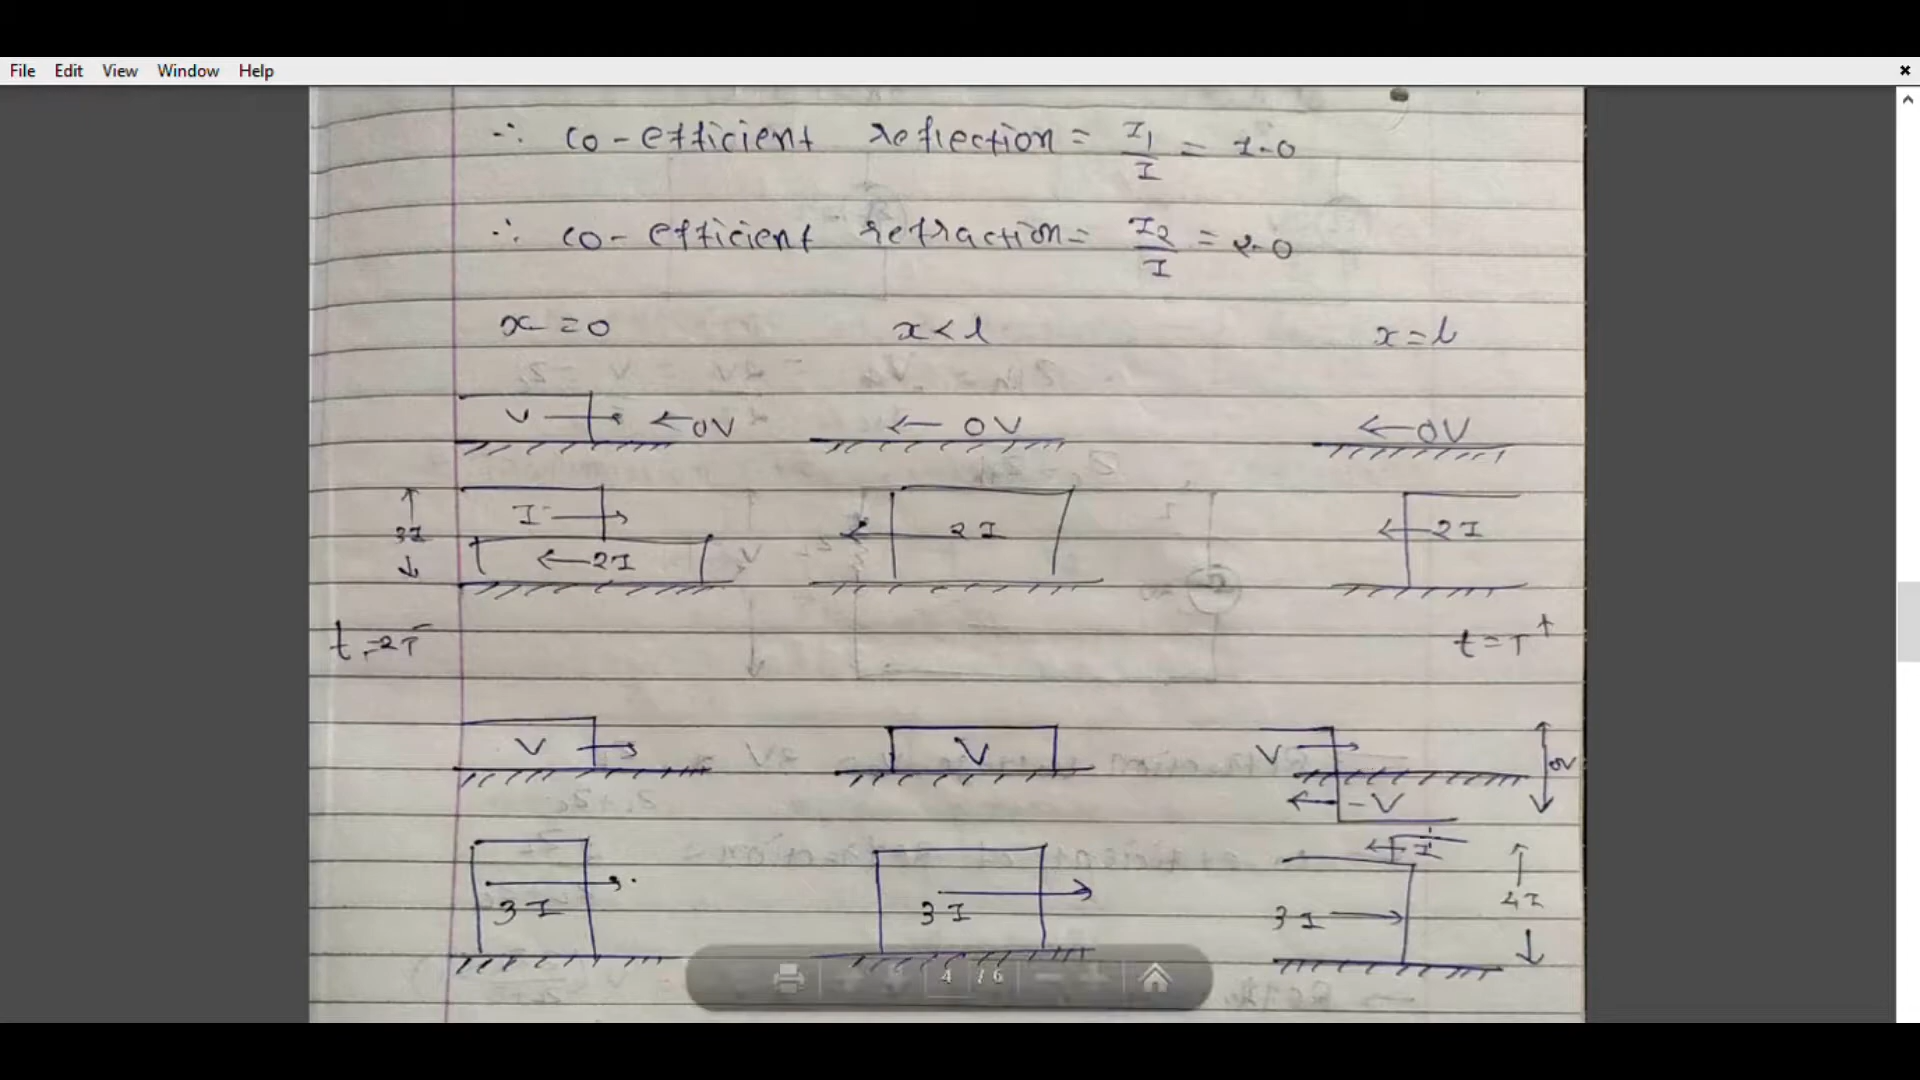 File Edit View Window Help
∴ co-efficient reflection = I1/I = 1.0
∴ co-efficient refraction = I2/I = 2.0
x = 0 x < l x = l
V → ← 0V ← 0V ← 0V
3I I → 2I ← 2I
← 2I
t = 2T⁻ t = T⁺
V → V V → 0V
← -V
← I
3I 3I 3I → 4I
4 / 6